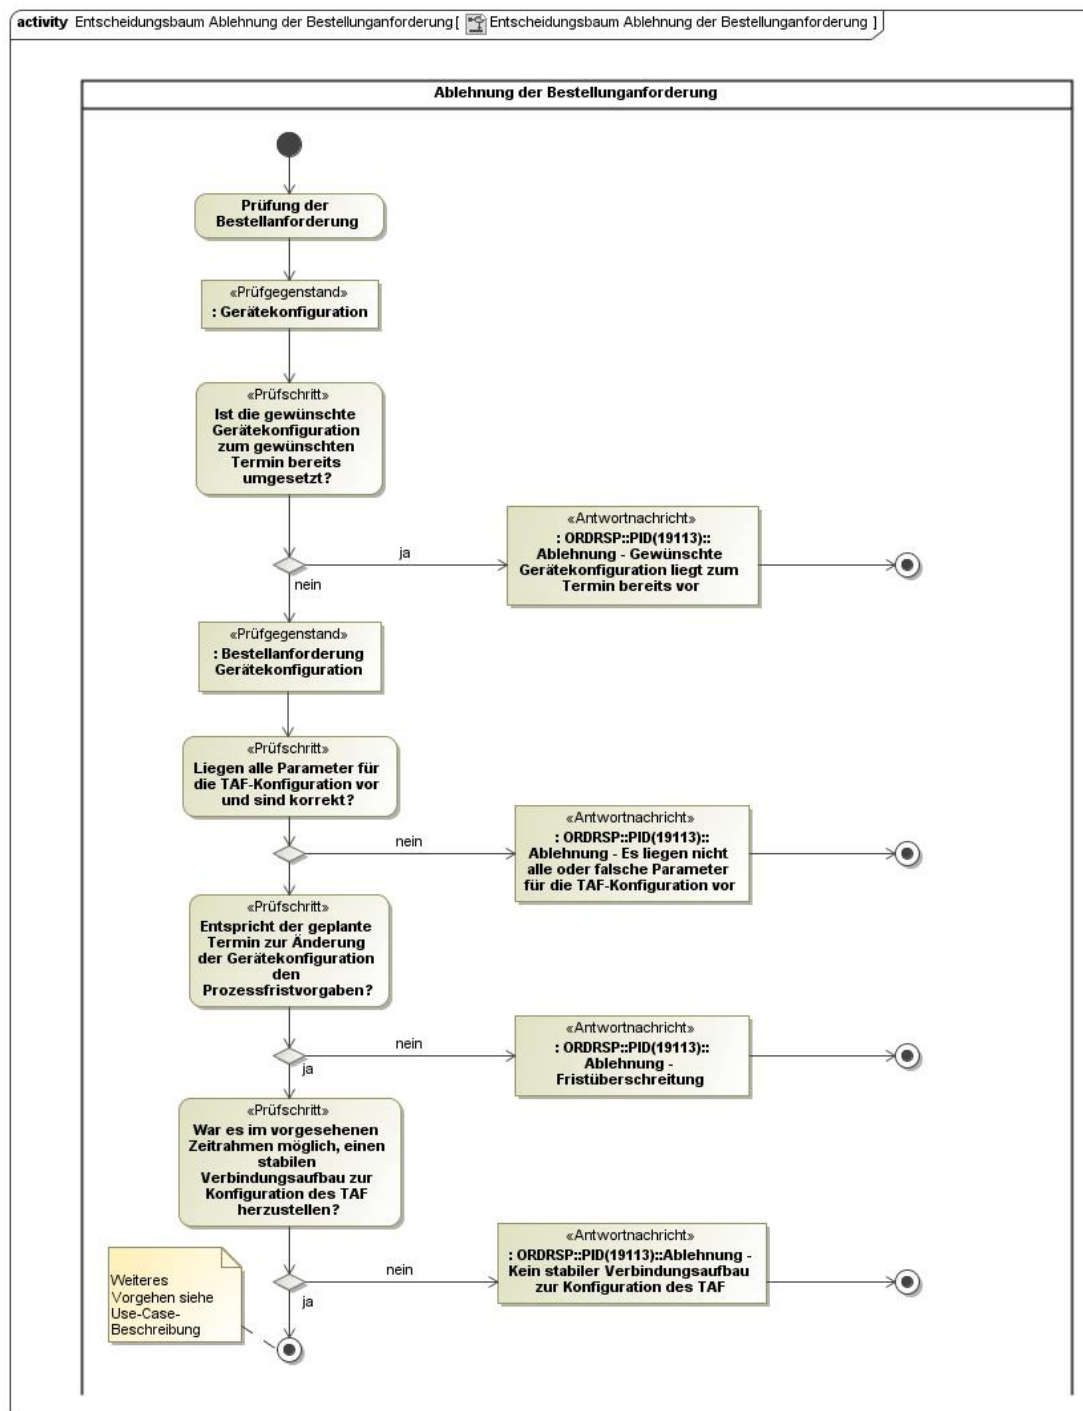 activity Entscheidungsbaum Ablehnung der Bestellunganforderung [ Entscheidungsbaum Ablehnung der Bestellunganforderung ]
Ablehnung der Bestellunganforderung
Prüfung der
Bestellanforderung
«Prüfgegenstand»
: Gerätekonfiguration
«Prüfschritt»
Ist die gewünschte
Gerätekonfiguration
zum gewünschten
Termin bereits
umgesetzt?
ja
«Antwortnachricht»
: ORDRSP::PID(19113)::
Ablehnung - Gewünschte
Gerätekonfiguration liegt zum
Termin bereits vor
nein
«Prüfgegenstand»
: Bestellanforderung
Gerätekonfiguration
«Prüfschritt»
Liegen alle Parameter für
die TAF-Konfiguration vor
und sind korrekt?
nein
«Antwortnachricht»
: ORDRSP::PID(19113)::
Ablehnung - Es liegen nicht
alle oder falsche Parameter
für die TAF-Konfiguration vor
«Prüfschritt»
Entspricht der geplante
Termin zur Änderung
der Gerätekonfiguration
den
Prozessfristvorgaben?
nein
«Antwortnachricht»
: ORDRSP::PID(19113)::
Ablehnung -
Fristüberschreitung
ja
«Prüfschritt»
War es im vorgesehenen
Zeitrahmen möglich, einen
stabilen
Verbindungsaufbau zur
Konfiguration des TAF
herzustellen?
nein
«Antwortnachricht»
: ORDRSP::PID(19113)::Ablehnung -
Kein stabiler Verbindungsaufbau
zur Konfiguration des TAF
ja
Weiteres
Vorgehen siehe
Use-Case-
Beschreibung